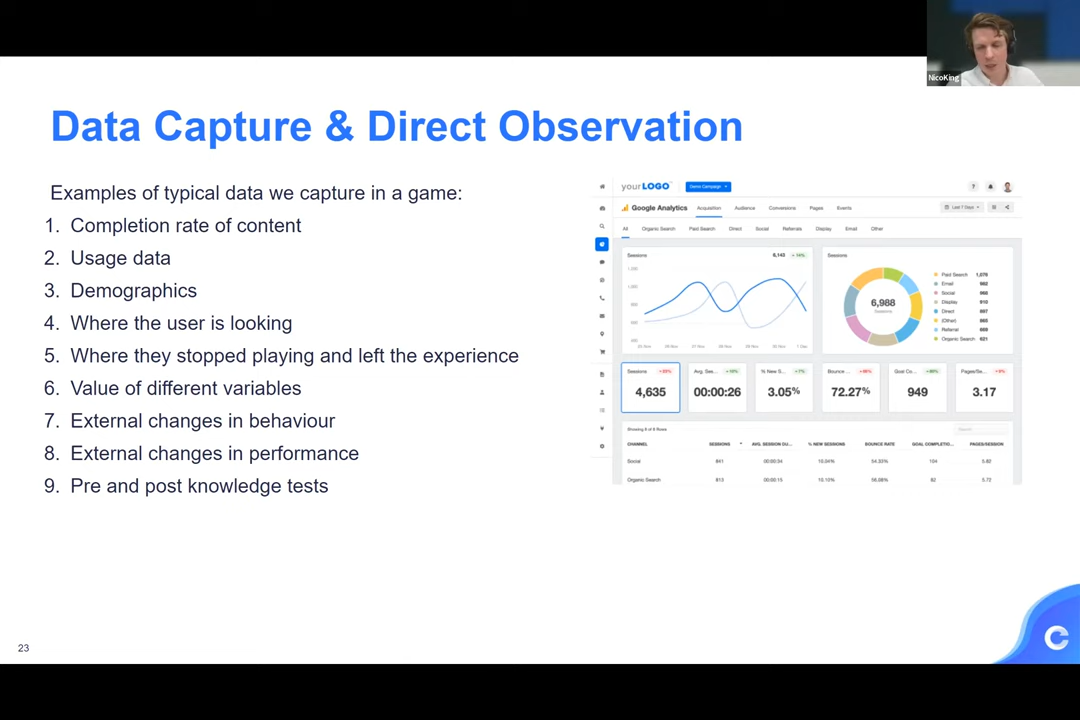 NicoKing
Data Capture & Direct Observation
Examples of typical data we capture in a game:
1. Completion rate of content
2. Usage data
3. Demographics
4. Where the user is looking
5. Where they stopped playing and left the experience
6. Value of different variables
7. External changes in behaviour
8. External changes in performance
9. Pre and post knowledge tests
your LOGO
Demo Campaign
?
Google Analytics Acquisition Audience Conversions Pages Events
Last 7 Days
All Organic Search Paid Search Direct Social Referrals Display Email Other
Sessions 6,143
Sessions
6,988
Sessions
Paid Search
Email
Social
Display
Direct
(Other)
Referral
Organic Search 621
Sessions
4,635
Avg. Ses...
00:00:26
% New S...
3.05%
Bounce ...
72.27%
Goal Co...
949
Pages/Se...
3.17
Search
CHANNEL SESSIONS AVG. SESSION DU... % NEW SESSIONS BOUNCE RATE GOAL COMPLETIO... PAGES/SESSION
Social 841 00:00:34 10.04% 54.33% 104 5.82
Organic Search 813 00:00:15 10.10% 82 5.72
23